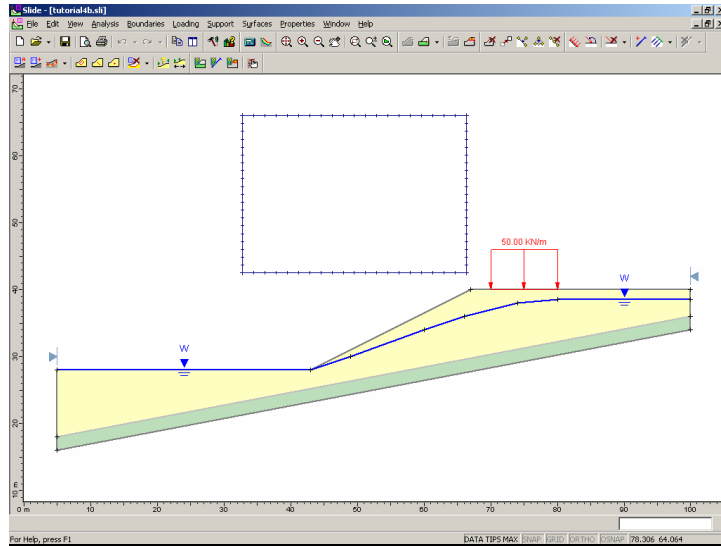 Slide - [tutorial4b.sli]
File Edit View Analysis Boundaries Loading Support Surfaces Properties Window Help
70
60
50
40
30
20
10 m
50.00 KN/m
W
W
0 m 10 20 30 40 50 60 70 80 90 100
For Help, press F1
DATA TIPS MAX SNAP GRID ORTHO OSNAP 78.306 64.064